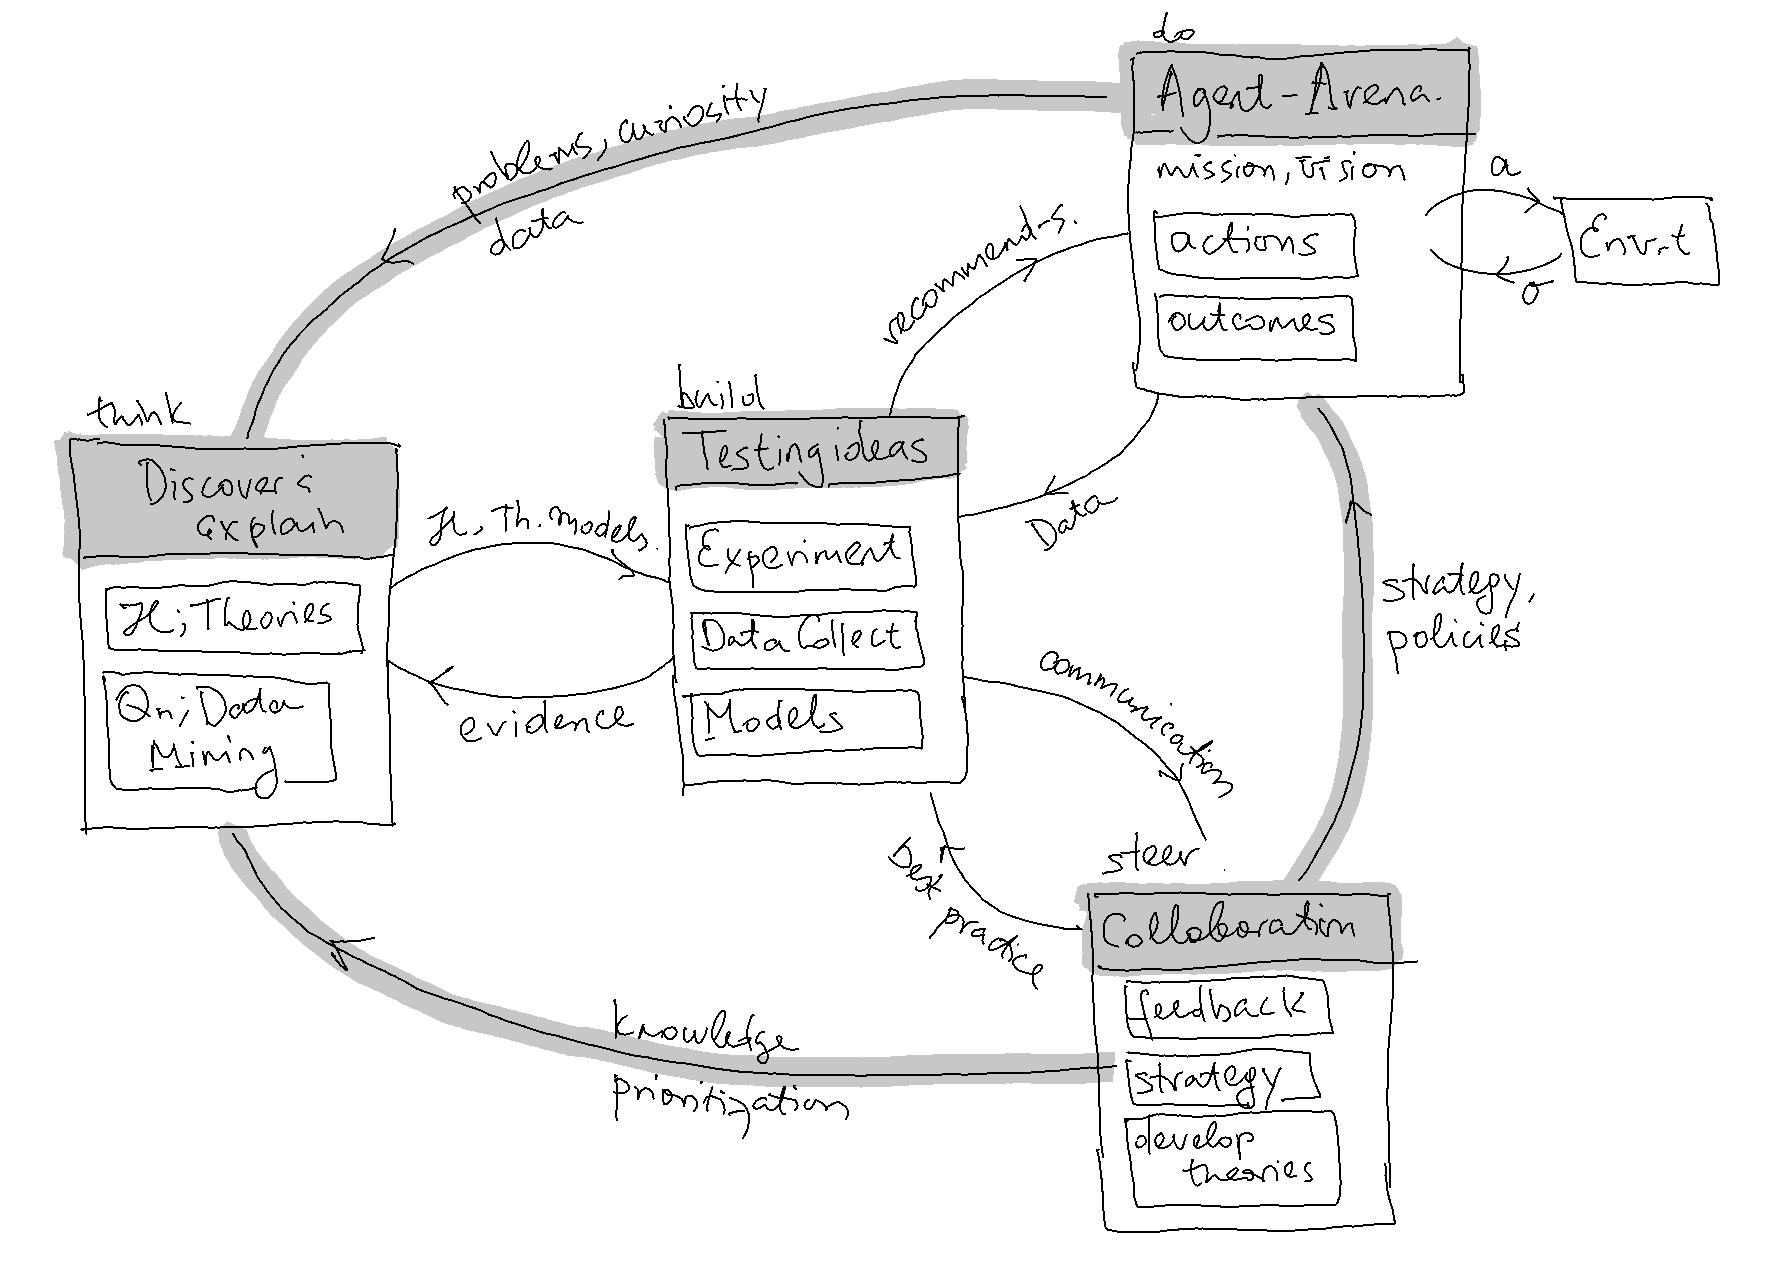 do
Agent-Arena.
mission, vision
actions
outcomes
a
Env-t
o
problems, curiosity
data
recommend-s.
Data
think
Discover &
explain
H; Theories
Qn; Data
Mining
H, Th. models.
evidence
build
Testing ideas
Experiment
Data Collect
Models
communication
best
practice
strategy,
policies
steer
Collaboration
feedback
strategy
develop
theories
knowledge
prioritization